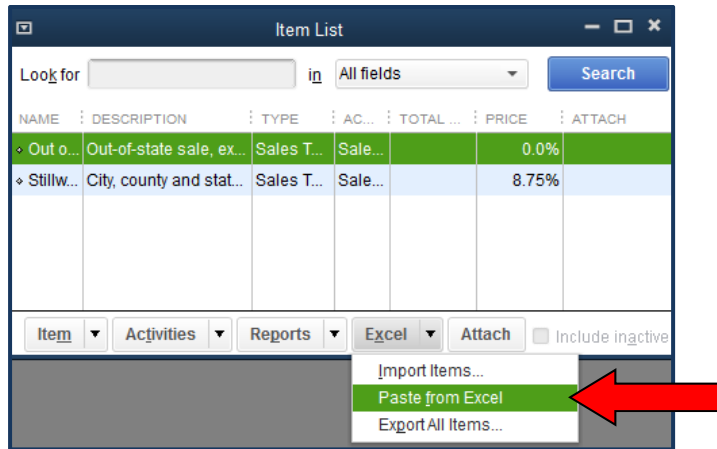 Item List
Look for in All fields Search
NAME DESCRIPTION TYPE AC... TOTAL ... PRICE ATTACH
Out o... Out-of-state sale, ex... Sales T... Sale... 0.0%
Stillw... City, county and stat... Sales T... Sale... 8.75%
Item Activities Reports Excel Attach Include inactive
Import Items...
Paste from Excel
Export All Items...